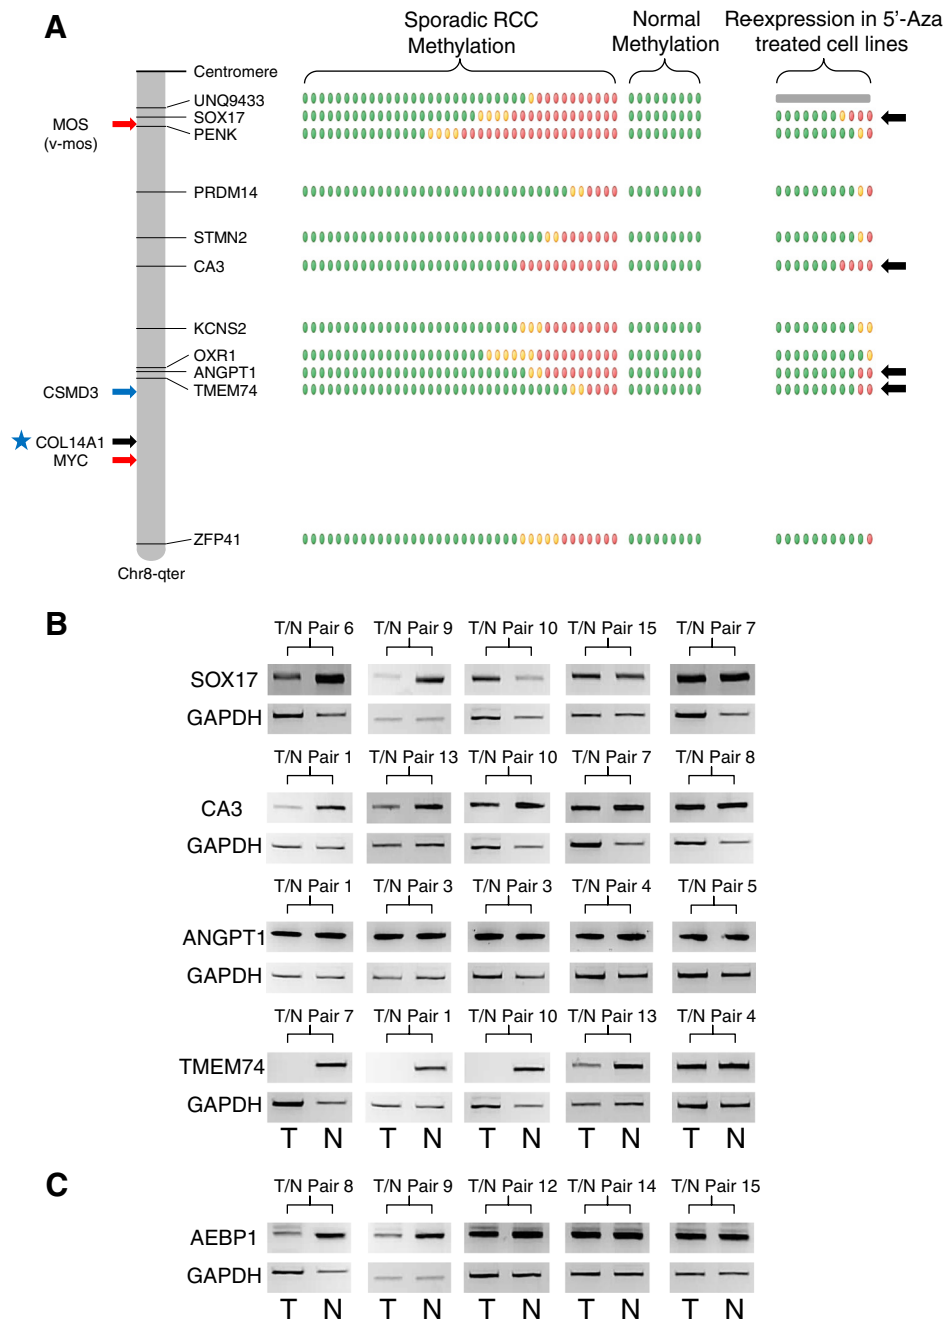 A
Sporadic RCC
Methylation
Normal
Methylation
Re-expression in 5'-Aza
treated cell lines
Centromere
UNQ9433
SOX17
PENK
MOS
(v-mos)
PRDM14
STMN2
CA3
KCNS2
OXR1
ANGPT1
TMEM74
CSMD3
COL14A1
MYC
ZFP41
Chr8-qter
B
T/N Pair 6 T/N Pair 9 T/N Pair 10 T/N Pair 15 T/N Pair 7
SOX17
GAPDH
T/N Pair 1 T/N Pair 13 T/N Pair 10 T/N Pair 7 T/N Pair 8
CA3
GAPDH
T/N Pair 1 T/N Pair 3 T/N Pair 3 T/N Pair 4 T/N Pair 5
ANGPT1
GAPDH
T/N Pair 7 T/N Pair 1 T/N Pair 10 T/N Pair 13 T/N Pair 4
TMEM74
GAPDH
T N T N T N T N T N
C
T/N Pair 8 T/N Pair 9 T/N Pair 12 T/N Pair 14 T/N Pair 15
AEBP1
GAPDH
T N T N T N T N T N